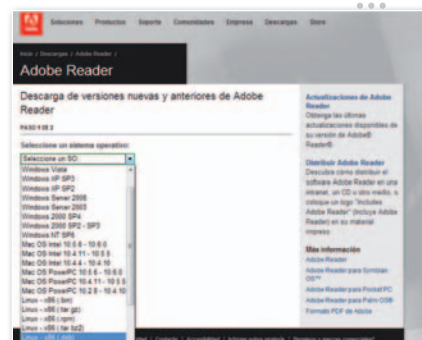 Adobe
Soluciones Productos Soporte Comunidades Empresa Descargas Store
Inicio / Descargas / Adobe Reader /
Adobe Reader
Descarga de versiones nuevas y anteriores de Adobe
Reader
PASO 1 DE 2
Seleccione un sistema operativo:
Seleccione un SO:
Windows Vista
Windows XP SP3
Windows XP SP2
Windows Server 2008
Windows Server 2003
Windows 2000 SP4
Windows 2000 SP2 - SP3
Windows NT SP6
Mac OS Intel 10.5.8 - 10.6.0
Mac OS Intel 10.4.11 - 10.5.5
Mac OS Intel 10.4.4 - 10.4.10
Mac OS PowerPC 10.5.6 - 10.6.0
Mac OS PowerPC 10.4.11 - 10.5.5
Mac OS PowerPC 10.2.8 - 10.4.10
Linux - x86 (.bin)
Linux - x86 (.tar.gz)
Linux - x86 (.rpm)
Linux - x86 (.tar.bz2)
Linux - x86 (.deb)
Actualizaciones de Adobe
Reader
Obtenga las últimas
actualizaciones disponibles de
su versión de Adobe®
Reader®.
Distribuir Adobe Reader
Descubra cómo distribuir el
software Adobe Reader en una
intranet, un CD u otro medio, o
coloque un logo "Includes
Adobe Reader" (Incluye Adobe
Reader) en su material
impreso.
Más información
Adobe Reader
Adobe Reader para Symbian
OS™
Adobe Reader para Pocket PC
Adobe Reader para Palm OS®
Formato PDF de Adobe
Contacto Accesibilidad